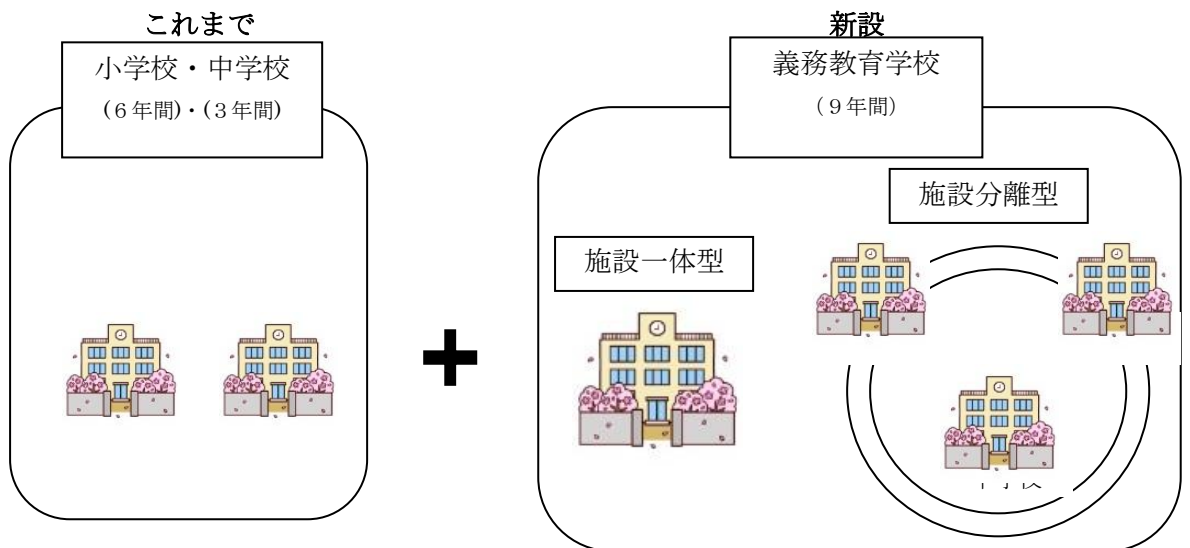 これまで
小学校・中学校
(6年間)・(3年間)
新設
義務教育学校
(9年間)
施設分離型
施設一体型